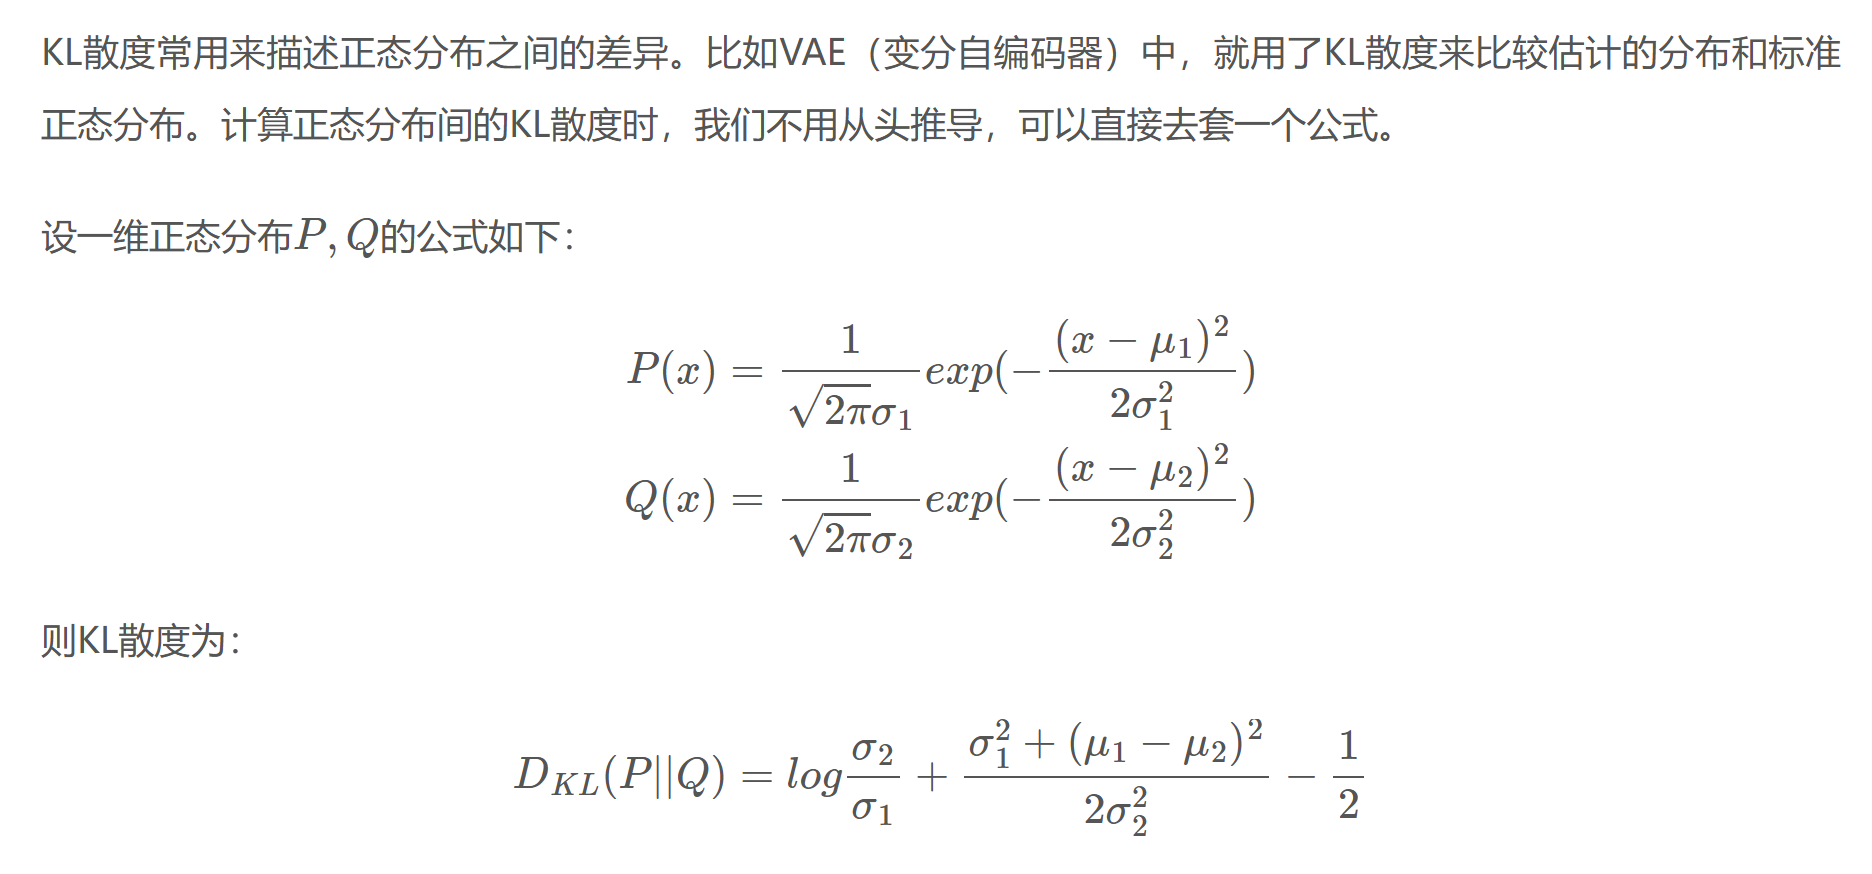 KL散度常用来描述正态分布之间的差异。比如VAE（变分自编码器）中，就用了KL散度来比较估计的分布和标准
正态分布。计算正态分布间的KL散度时，我们不用从头推导，可以直接去套一个公式。
设一维正态分布P, Q的公式如下：
P(x) = \frac{1}{\sqrt{2\pi}\sigma_1} exp(-\frac{(x - \mu_1)^2}{2\sigma_1^2})
Q(x) = \frac{1}{\sqrt{2\pi}\sigma_2} exp(-\frac{(x - \mu_2)^2}{2\sigma_2^2})
则KL散度为：
D_{KL}(P||Q) = log\frac{\sigma_2}{\sigma_1} + \frac{\sigma_1^2 + (\mu_1 - \mu_2)^2}{2\sigma_2^2} - \frac{1}{2}